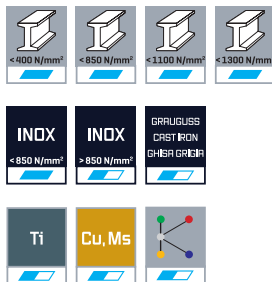 <400 N/mm² <850 N/mm² <1100 N/mm² <1300 N/mm²
INOX INOX GRAUGUSS
CAST IRON
GHISA GRIGIA
<850 N/mm² >850 N/mm²
Ti Cu, Ms